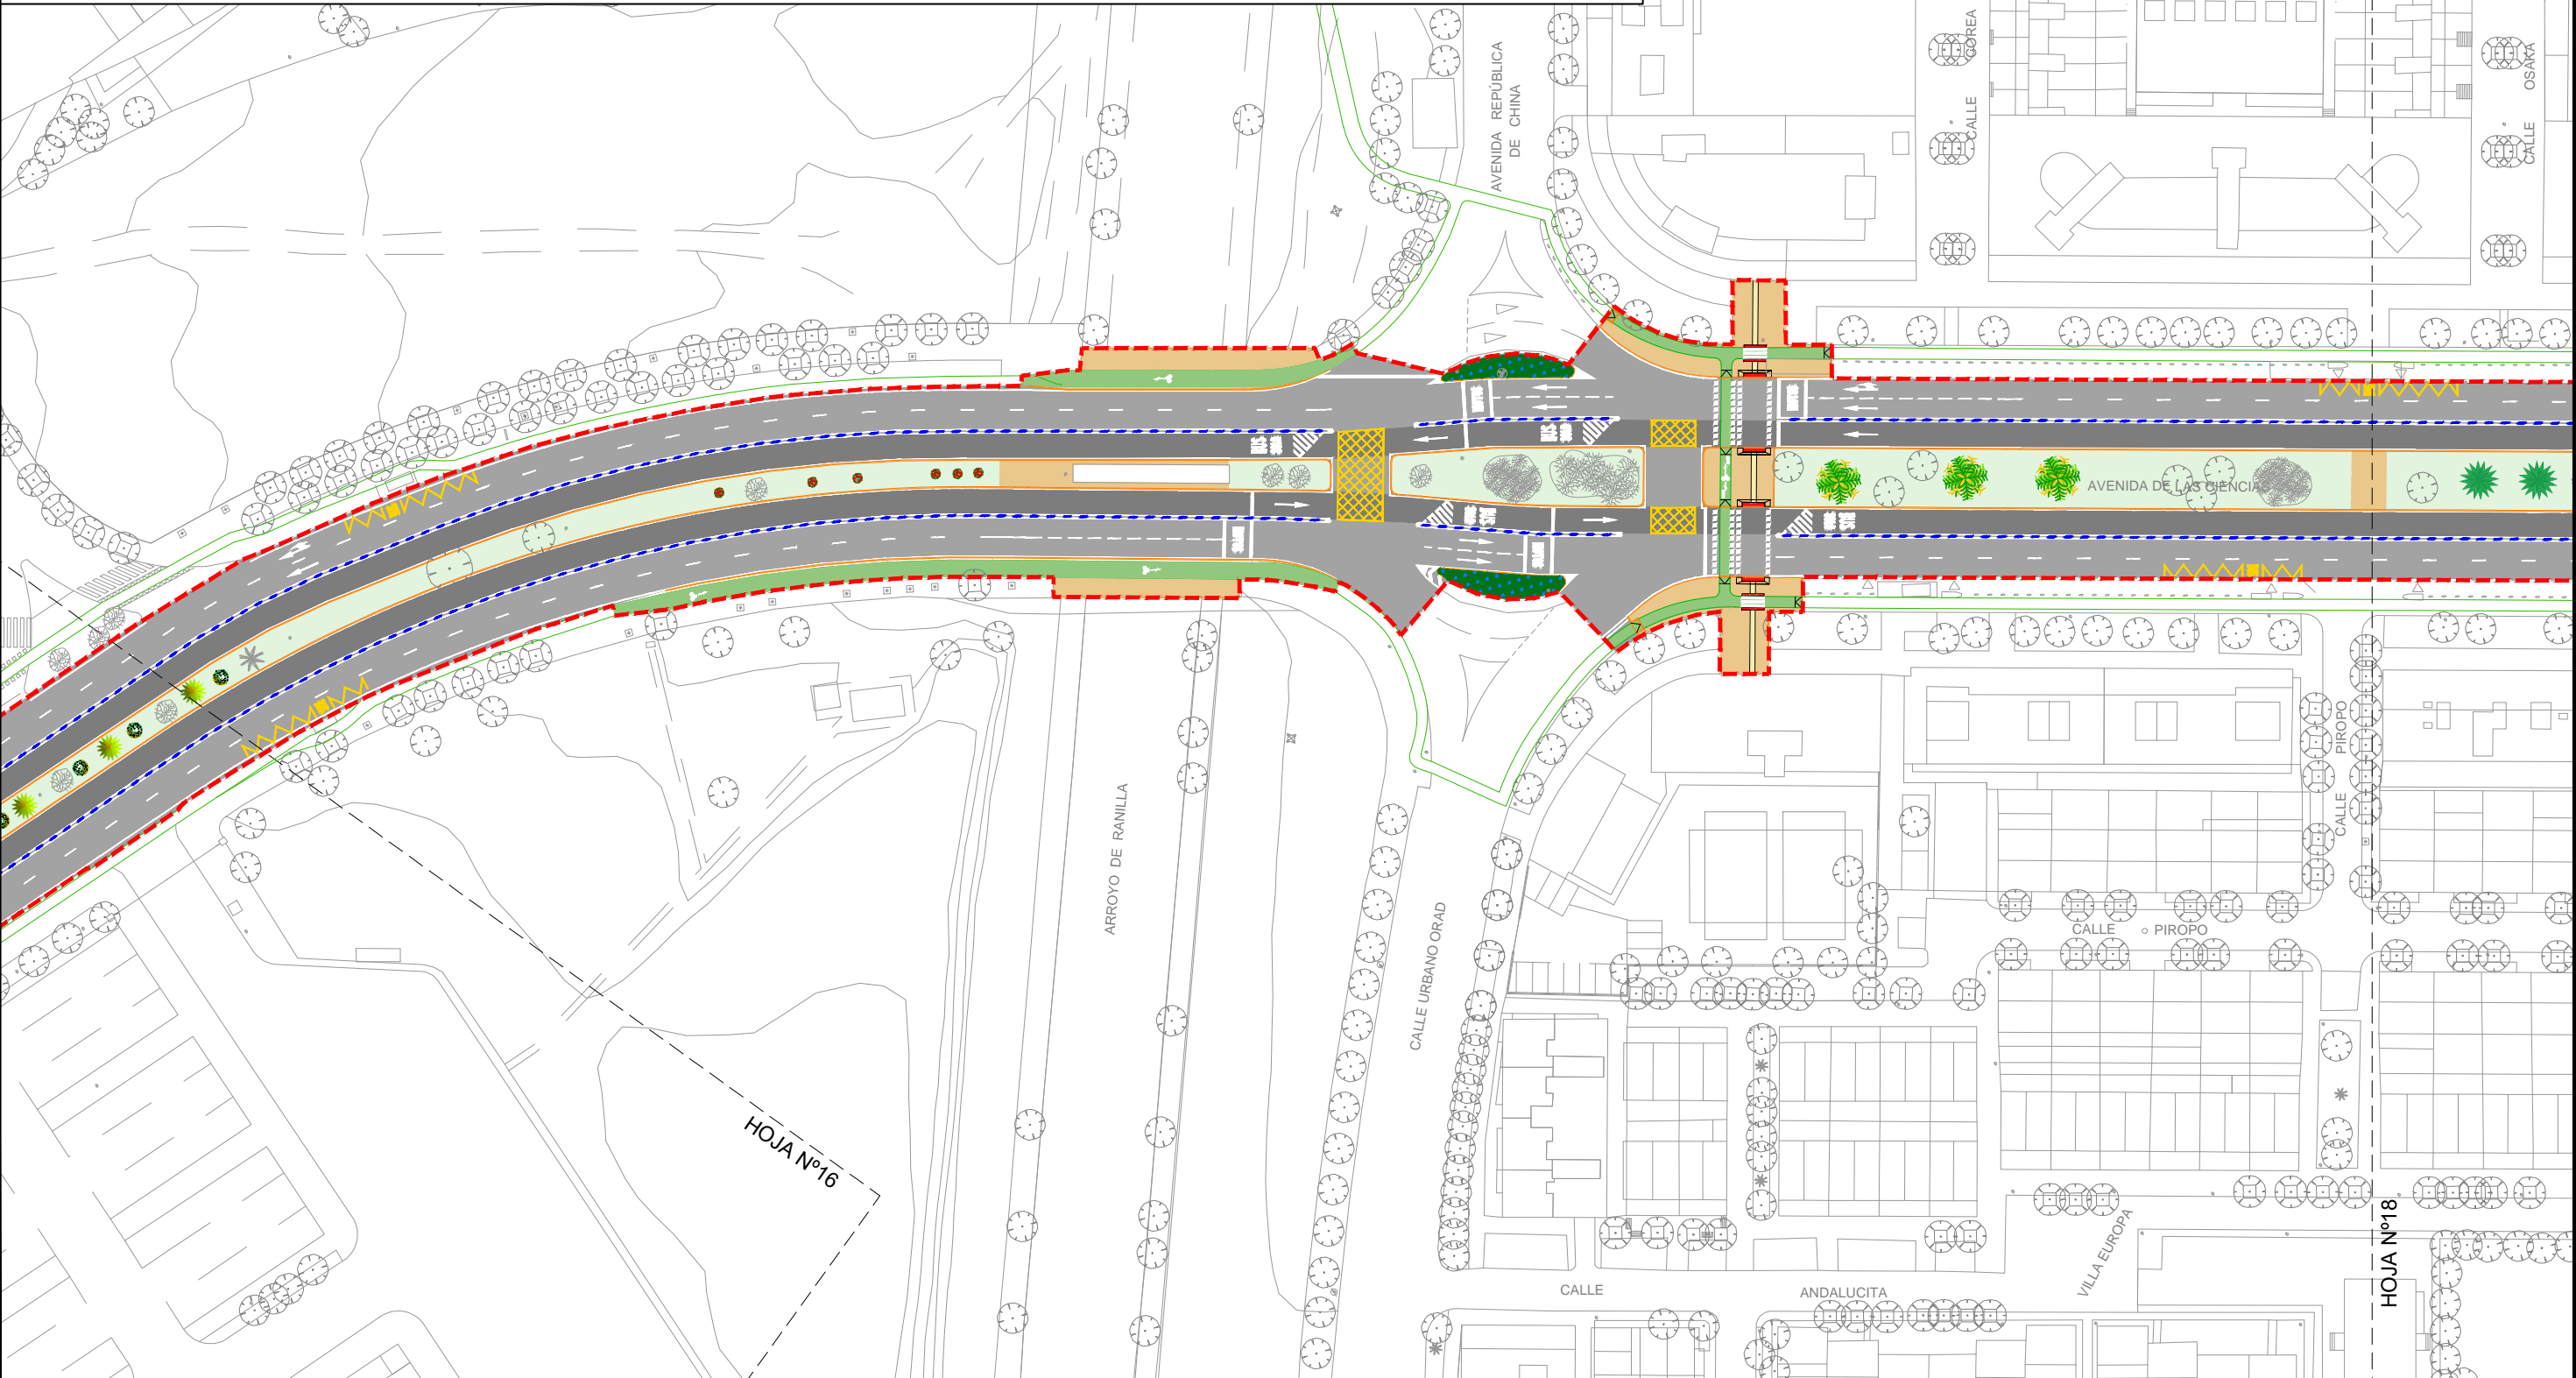 AVENIDA REPÚBLICA
DE CHINA
CALLE COREA
CALLE OSAKA
AVENIDA DE LAS CIENCIAS
ARROYO DE RANILLA
CALLE URBANO ORAD
CALLE PIROPO
CALLE PIROPO
HOJA Nº16
HOJA Nº18
VILLA EUROPA
CALLE ANDALUCITA